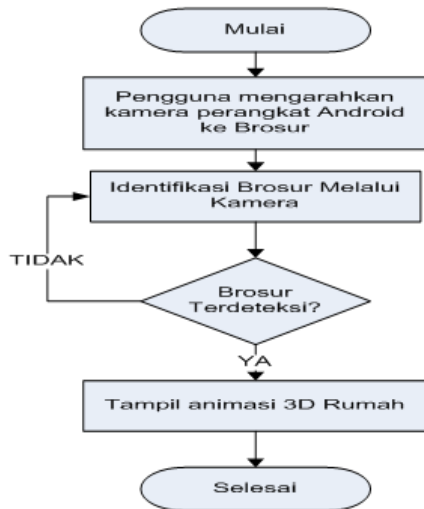 Mulai
Pengguna mengarahkan
kamera perangkat Android
ke Brosur
Identifikasi Brosur Melalui
Kamera
TIDAK
Brosur
Terdeteksi?
YA
Tampil animasi 3D Rumah
Selesai